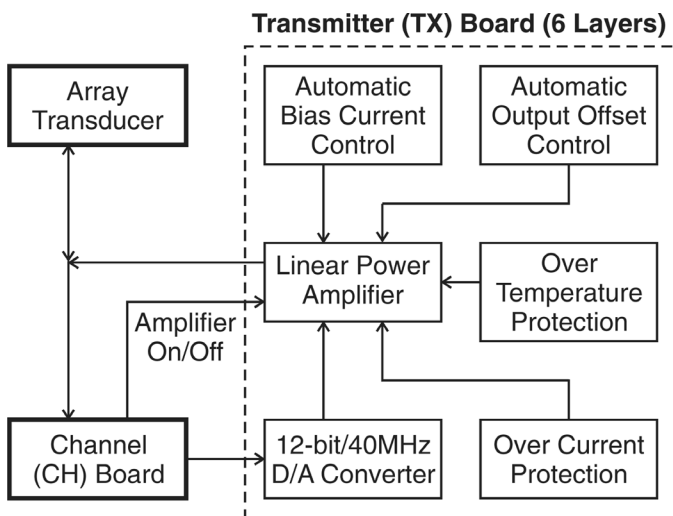 Transmitter (TX) Board (6 Layers)
Array
Transducer
Automatic
Bias Current
Control
Automatic
Output Offset
Control
Linear Power
Amplifier
Over
Temperature
Protection
Amplifier
On/Off
Channel
(CH) Board
12-bit/40MHz
D/A Converter
Over Current
Protection